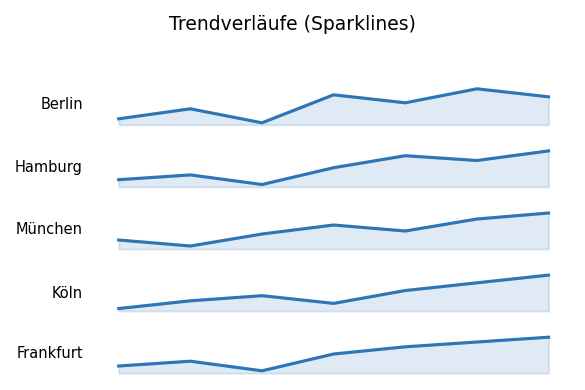 Trendverläufe (Sparklines)
Berlin
Hamburg
München
Köln
Frankfurt